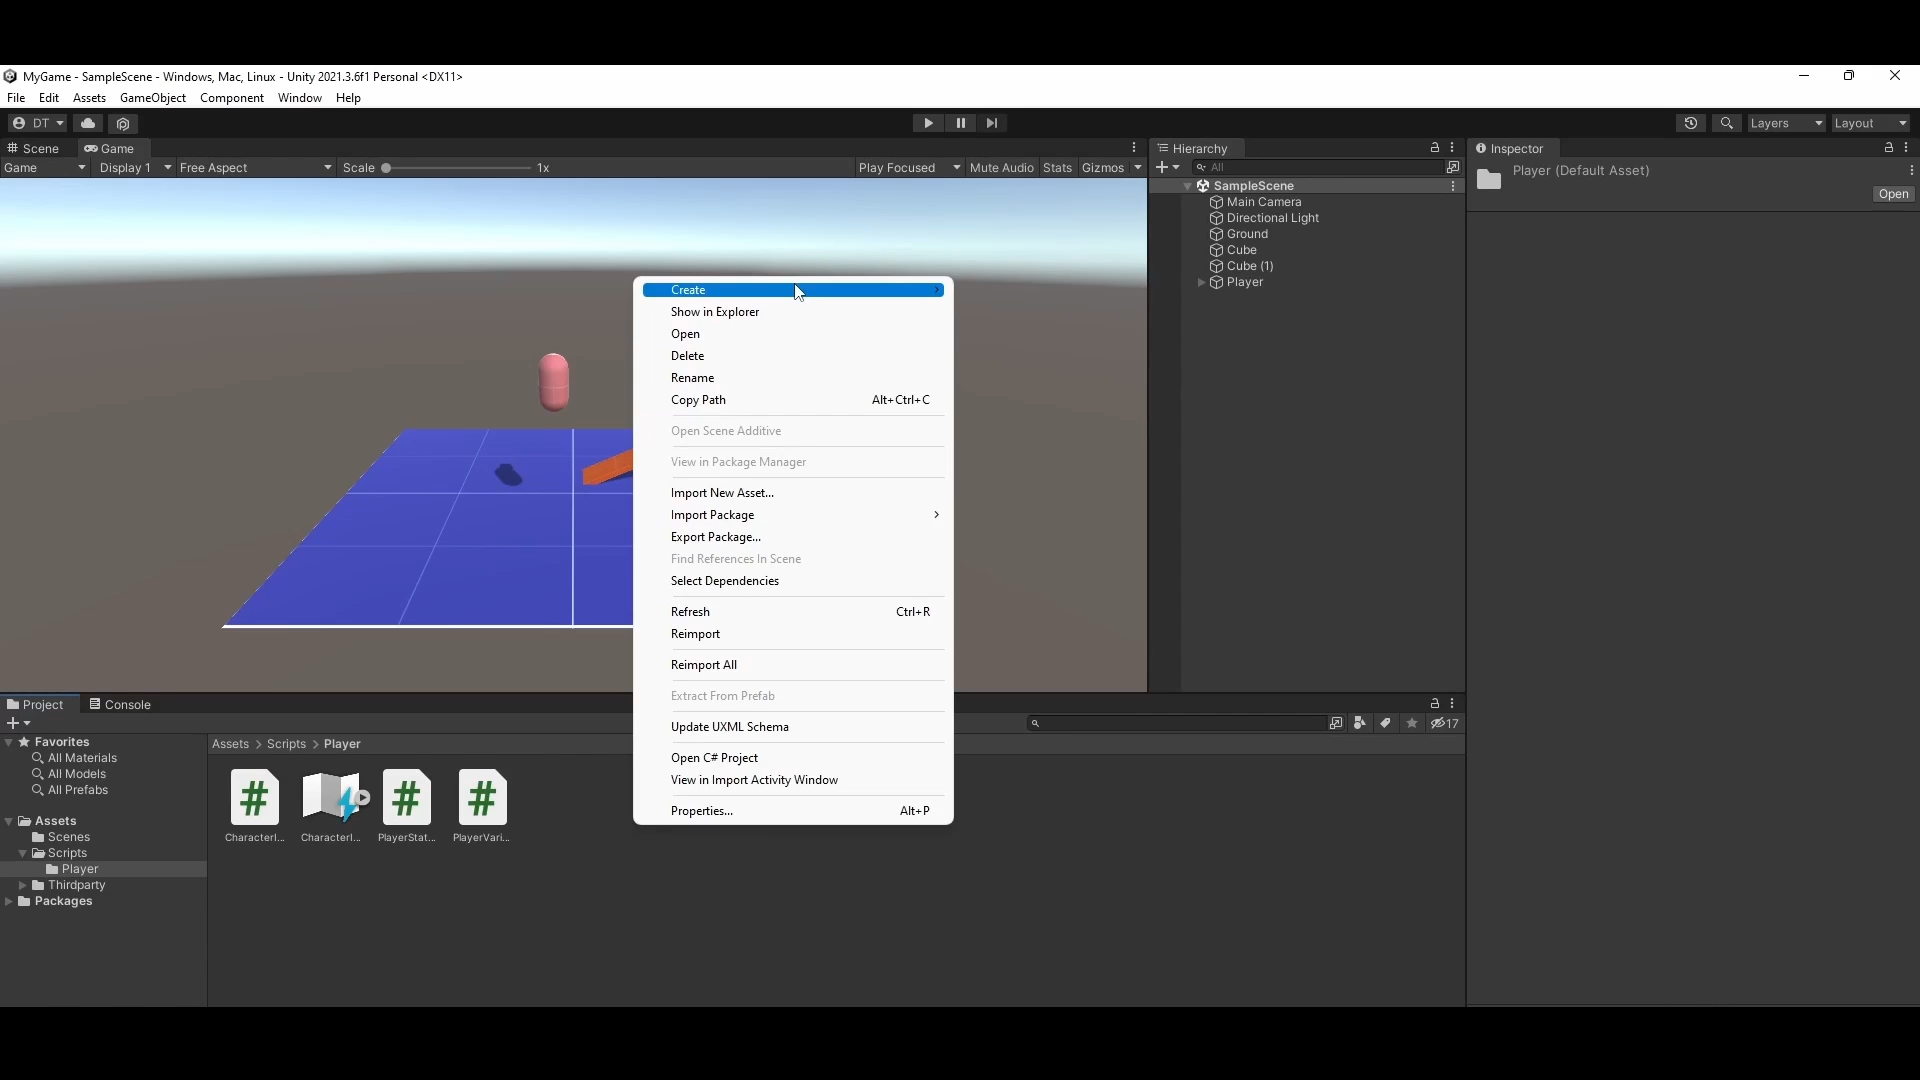 MyGame - SampleScene - Windows, Mac, Linux - Unity 2021.3.6f1 Personal <DX11>
File Edit Assets GameObject Component Window Help
DT Layers Layout
Scene Game
Game Display 1 Free Aspect Scale 1x Play Focused Mute Audio Stats Gizmos
Hierarchy
All
SampleScene
Main Camera
Directional Light
Ground
Cube
Cube (1)
Player
Inspector
Player (Default Asset)
Open
Create
Show in Explorer
Open
Delete
Rename
Copy Path Alt+Ctrl+C
Open Scene Additive
View in Package Manager
Import New Asset...
Import Package
Export Package...
Find References In Scene
Select Dependencies
Refresh Ctrl+R
Reimport
Reimport All
Extract From Prefab
Update UXML Schema
Open C# Project
View in Import Activity Window
Properties... Alt+P
Project Console
17
Favorites
All Materials
All Models
All Prefabs
Assets
Scenes
Scripts
Player
Thirdparty
Packages
Assets > Scripts > Player
# # #
CharacterI... CharacterI... PlayerStat... PlayerVari...